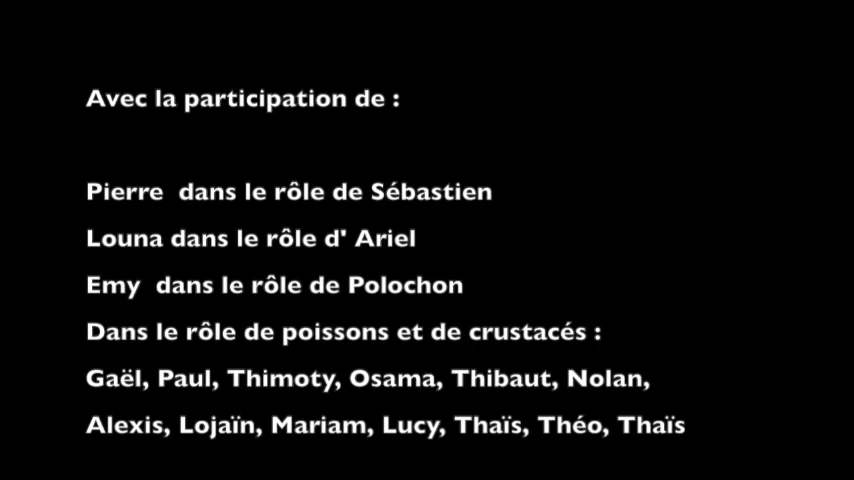 Avec la participation de :
Pierre  dans le rôle de Sébastien
Louna dans le rôle d' Ariel
Emy  dans le rôle de Polochon
Dans le rôle de poissons et de crustacés :
Gaël, Paul, Thimoty, Osama, Thibaut, Nolan,
Alexis, Lojaïn, Mariam, Lucy, Thaïs, Théo, Thaïs